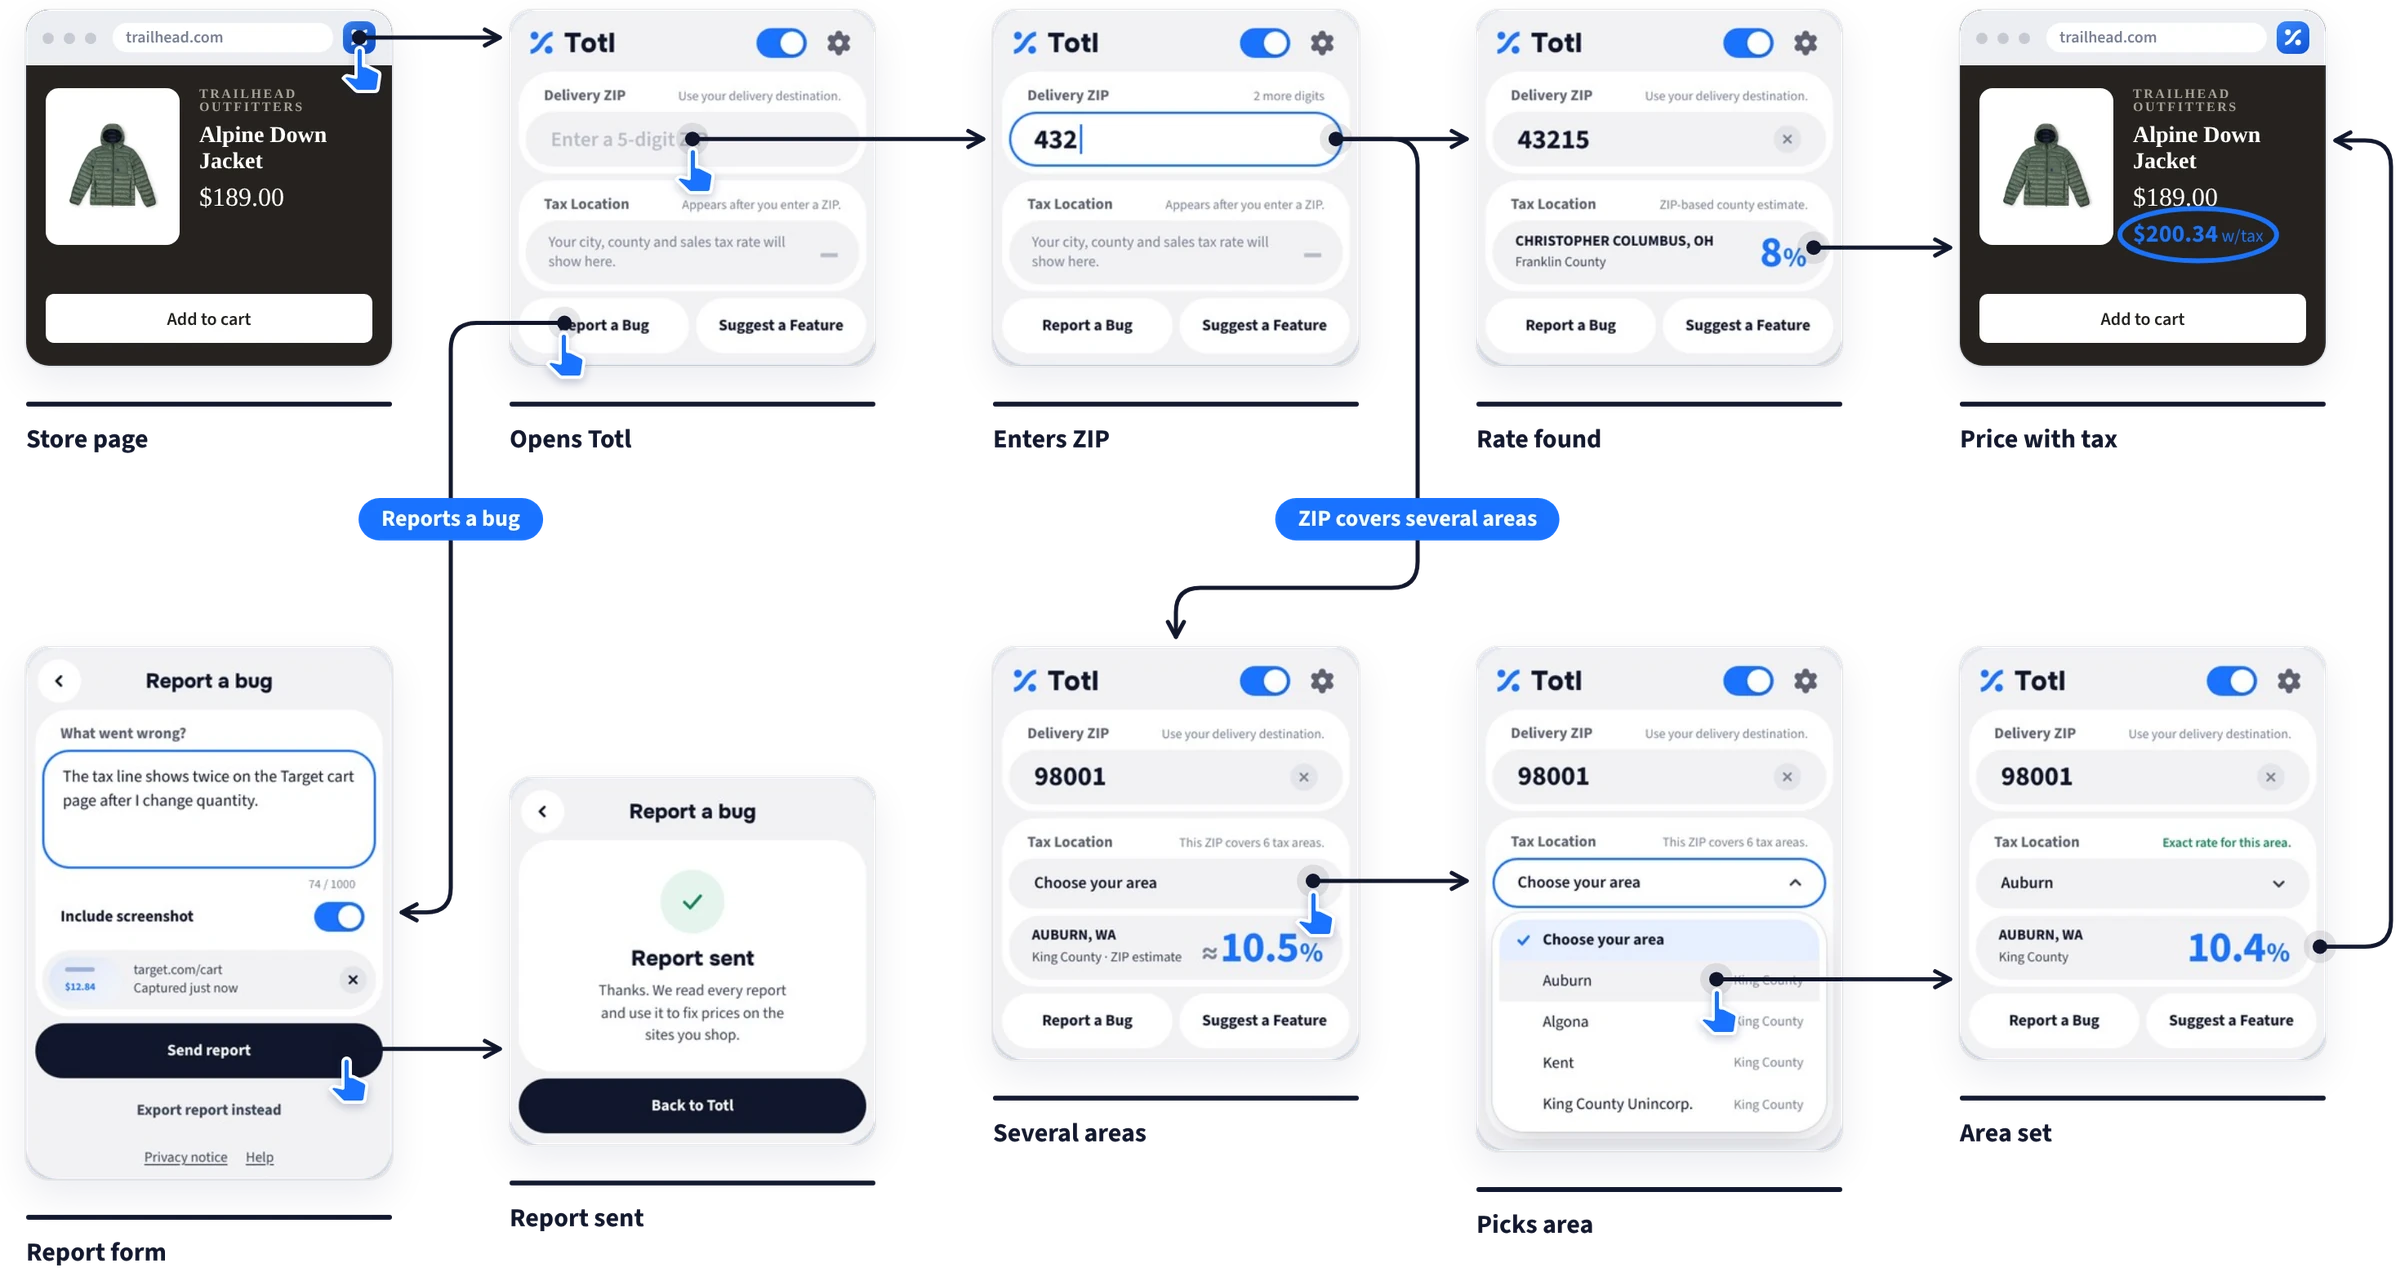 trailhead.com
TRAILHEAD
OUTFITTERS
Alpine Down
Jacket
$189.00
Add to cart
Store page
Totl
Delivery ZIP
Use your delivery destination.
Enter a 5-digit ZIP
Tax Location
Appears after you enter a ZIP.
Your city, county and sales tax rate will
show here.
Report a Bug
Suggest a Feature
Opens Totl
Totl
Delivery ZIP
2 more digits
432
Tax Location
Appears after you enter a ZIP.
Your city, county and sales tax rate will
show here.
Report a Bug
Suggest a Feature
Enters ZIP
Totl
Delivery ZIP
Use your delivery destination.
43215
Tax Location
ZIP-based county estimate.
CHRISTOPHER COLUMBUS, OH
Franklin County
8%
Report a Bug
Suggest a Feature
Rate found
trailhead.com
TRAILHEAD
OUTFITTERS
Alpine Down
Jacket
$189.00
$200.34 w/tax
Add to cart
Price with tax
Reports a bug
ZIP covers several areas
Report a bug
What went wrong?
The tax line shows twice on the Target cart
page after I change quantity.
74 / 1000
Include screenshot
$12.84
target.com/cart
Captured just now
Send report
Export report instead
Privacy notice
Help
Report form
Report a bug
Report sent
Thanks. We read every report
and use it to fix prices on the
sites you shop.
Back to Totl
Report sent
Totl
Delivery ZIP
Use your delivery destination.
98001
Tax Location
This ZIP covers 6 tax areas.
Choose your area
AUBURN, WA
King County · ZIP estimate
≈10.5%
Report a Bug
Suggest a Feature
Several areas
Totl
Delivery ZIP
Use your delivery destination.
98001
Tax Location
This ZIP covers 6 tax areas.
Choose your area
Choose your area
Auburn
King County
Algona
King County
Kent
King County
King County Unincorp.
King County
Picks area
Totl
Delivery ZIP
Use your delivery destination.
98001
Tax Location
Exact rate for this area.
Auburn
AUBURN, WA
King County
10.4%
Report a Bug
Suggest a Feature
Area set